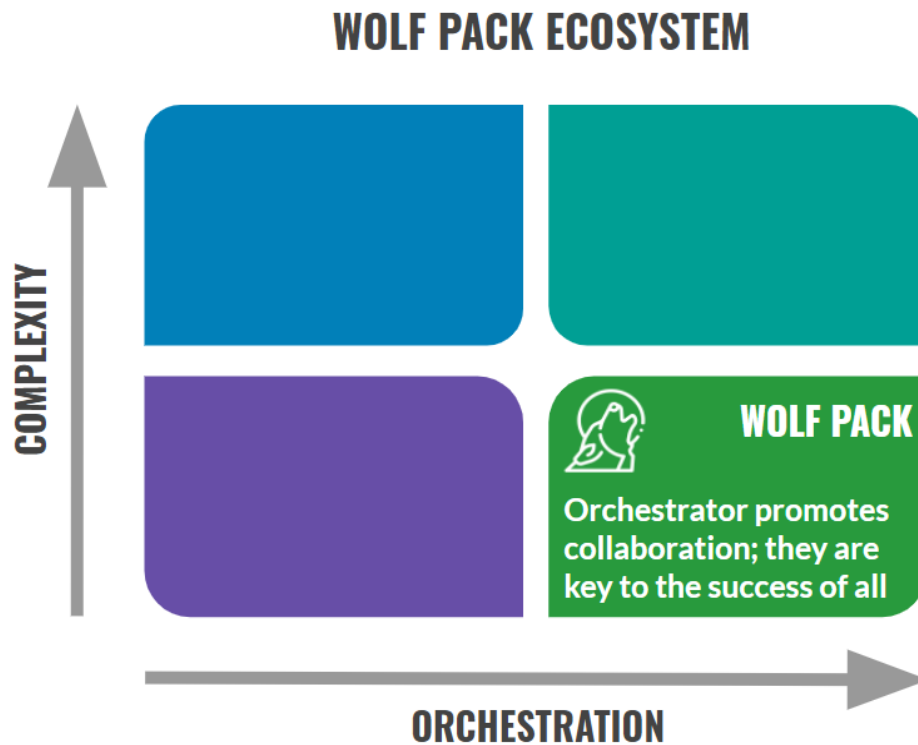 WOLF PACK ECOSYSTEM
COMPLEXITY
WOLF PACK
Orchestrator promotes
collaboration; they are
key to the success of all
ORCHESTRATION